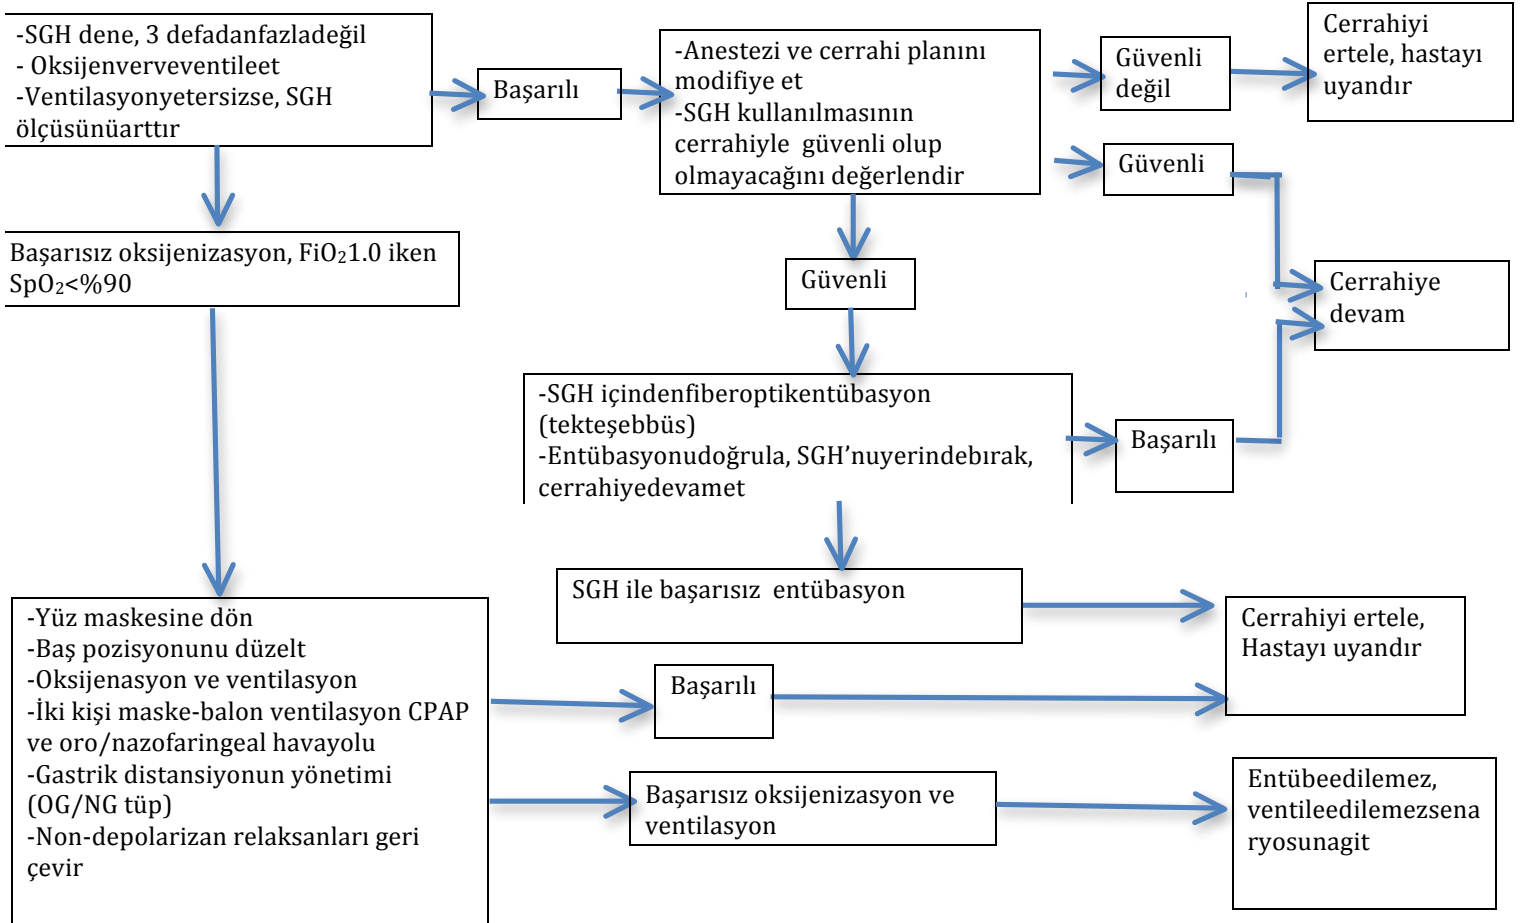 -SGH dene, 3 defadanfazladeğil
- Oksijenverveventileet
-Ventilasyonyetersizse, SGH
ölçüsünüarttır
Başarılı
-Anestezi ve cerrahi planını
modifiye et
-SGH kullanılmasının
cerrahiyle güvenli olup
olmayacağını değerlendir
Güvenli
değil
Cerrahiyi
ertele, hastayı
uyandır
Güvenli
Başarısız oksijenizasyon, FiO₂1.0 iken
SpO₂<%90
Güvenli
Cerrahiye
devam
-SGH içindenfiberoptikentübasyon
(tekteşebbüs)
-Entübasyonudoğrula, SGH’nuyerindebırak,
cerrahiyedevamet
Başarılı
SGH ile başarısız entübasyon
Cerrahiyi ertele,
Hastayı uyandır
-Yüz maskesine dön
-Baş pozisyonunu düzelt
-Oksijenasyon ve ventilasyon
-İki kişi maske-balon ventilasyon CPAP
ve oro/nazofaringeal havayolu
-Gastrik distansiyonun yönetimi
(OG/NG tüp)
-Non-depolarizan relaksanları geri
çevir
Başarılı
Başarısız oksijenizasyon ve
ventilasyon
Entübeedilemez,
ventileedilemezsena
ryosunagit